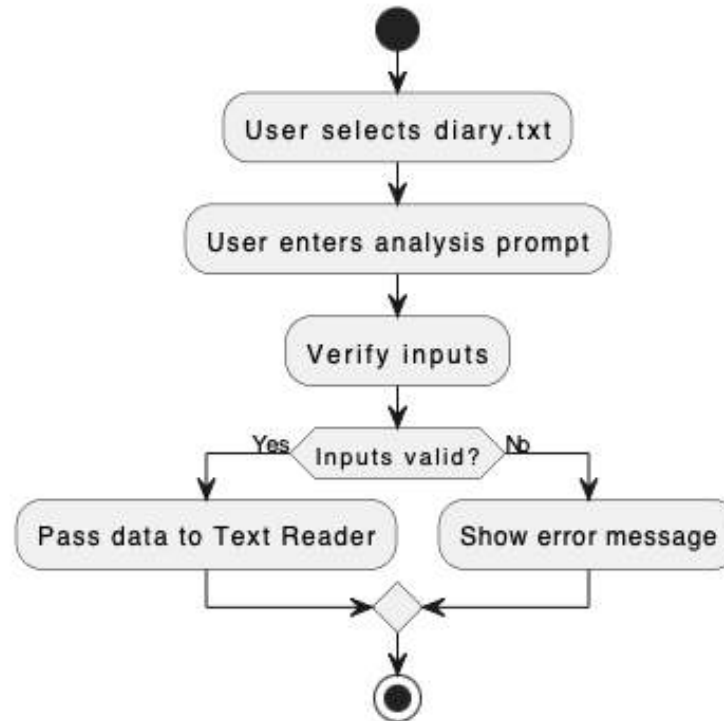 User selects diary.txt
User enters analysis prompt
Verify inputs
Yes
Inputs valid?
No
Pass data to Text Reader
Show error message